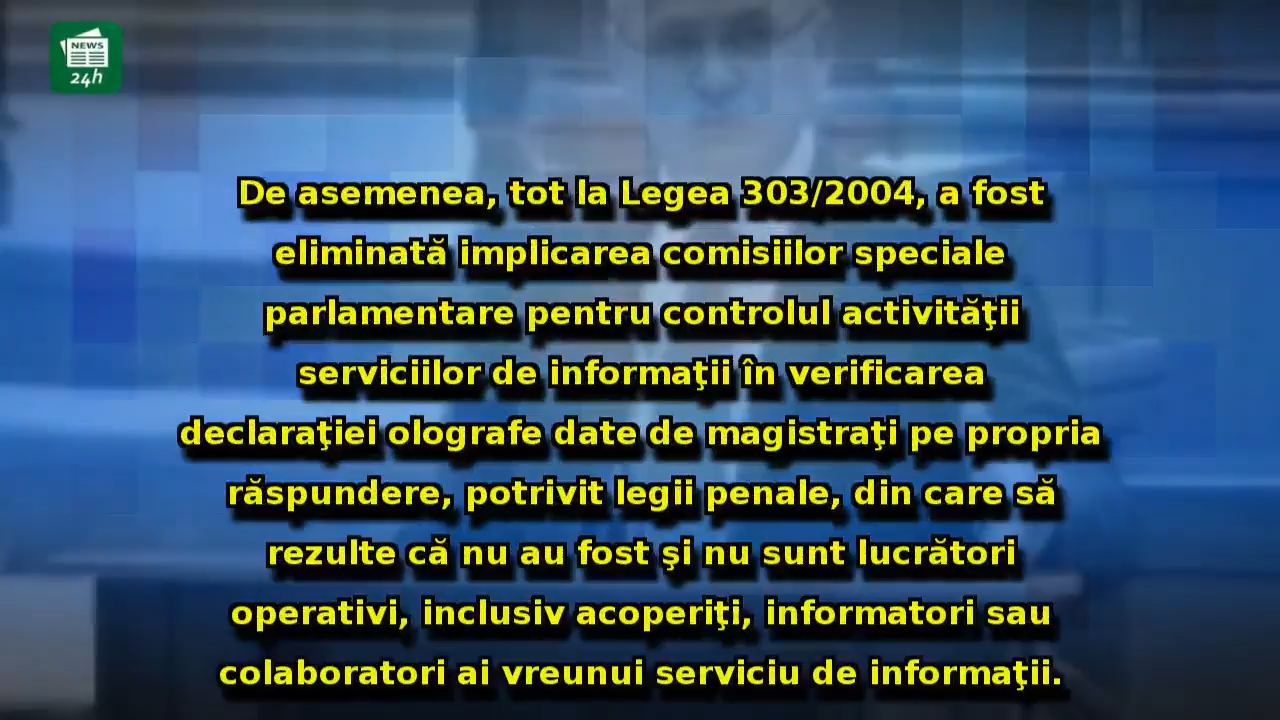 NEWS
24h
De asemenea, tot la Legea 303/2004, a fost
eliminată implicarea comisiilor speciale
parlamentare pentru controlul activităţii
serviciilor de informaţii în verificarea
declaraţiei olografe date de magistraţi pe propria
răspundere, potrivit legii penale, din care să
rezulte că nu au fost şi nu sunt lucrători
operativi, inclusiv acoperiţi, informatori sau
colaboratori ai vreunui serviciu de informaţii.